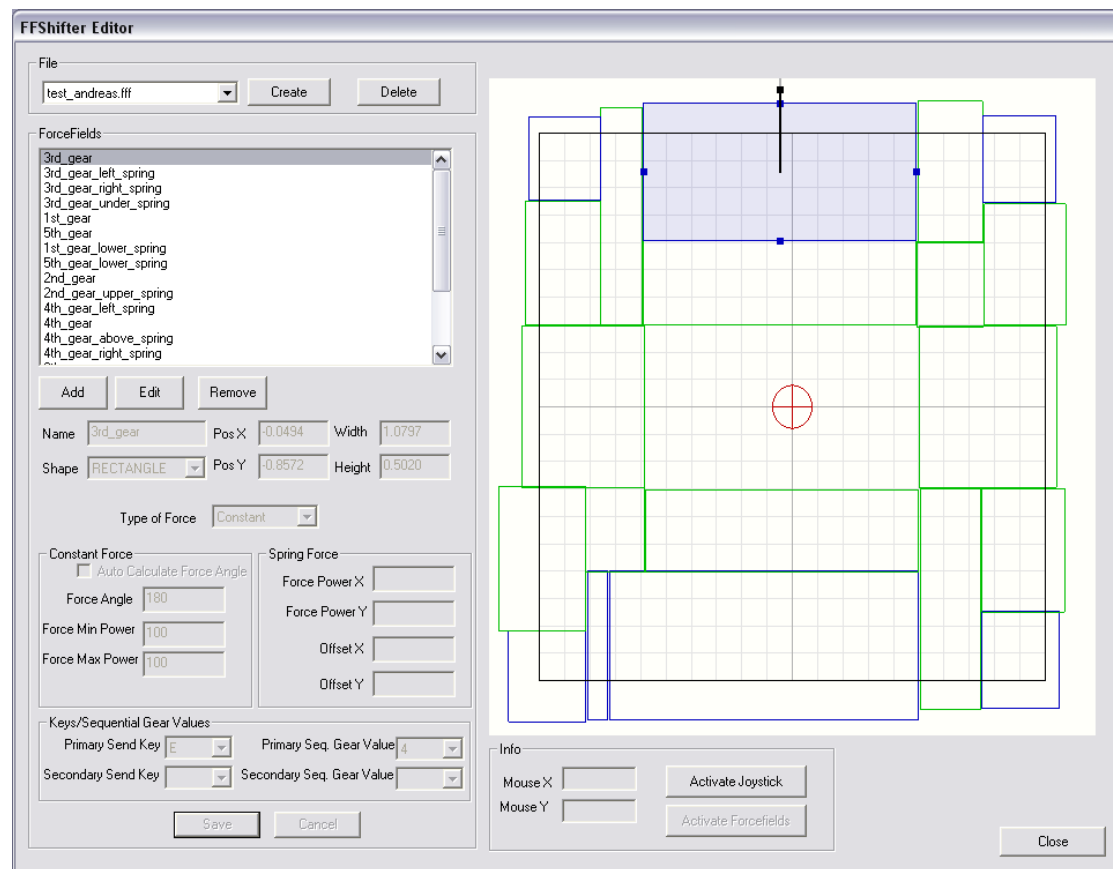 FFShifter Editor
File
test_andreas.fff
Create
Delete
ForceFields
3rd_gear
3rd_gear_left_spring
3rd_gear_right_spring
3rd_gear_under_spring
1st_gear
5th_gear
1st_gear_lower_spring
5th_gear_lower_spring
2nd_gear
2nd_gear_upper_spring
4th_gear_left_spring
4th_gear
4th_gear_above_spring
4th_gear_right_spring
Add
Edit
Remove
Name 3rd_gear Pos X -0.0494 Width 1.0797
Shape RECTANGLE Pos Y -0.8572 Height 0.5020
Type of Force Constant
Constant Force
Auto Calculate Force Angle
Force Angle 180
Force Min Power 100
Force Max Power 100
Spring Force
Force Power X
Force Power Y
Offset X
Offset Y
Keys/Sequential Gear Values
Primary Send Key E Primary Seq. Gear Value 4
Secondary Send Key Secondary Seq. Gear Value
Save
Cancel
Info
Mouse X
Mouse Y
Activate Joystick
Activate Forcefields
Close